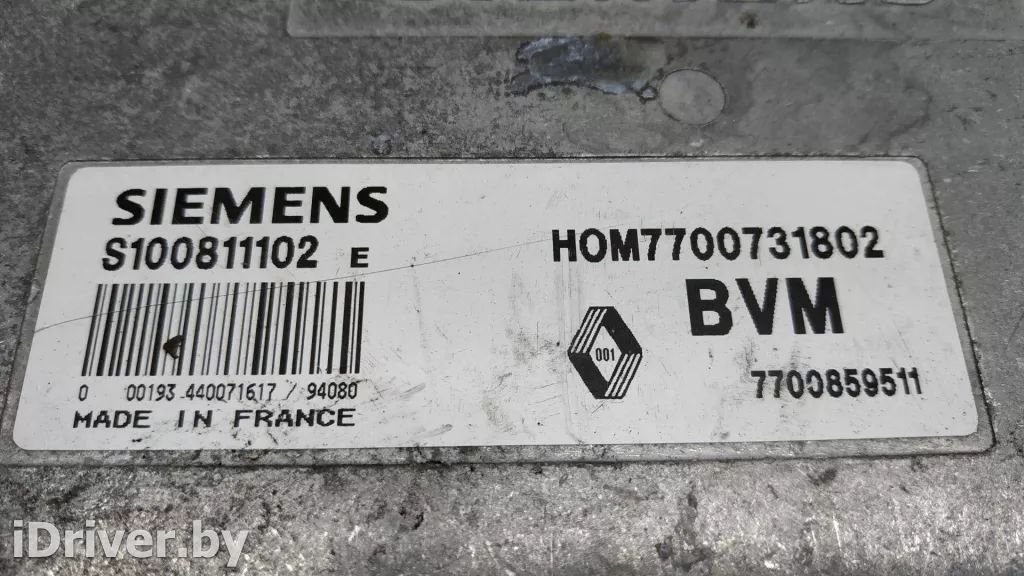 SIEMENS
S100811102 E
0 00193 440071617 / 94080
MADE IN FRANCE
HOM7700731802
BVM
001
7700859511
iDriver.by